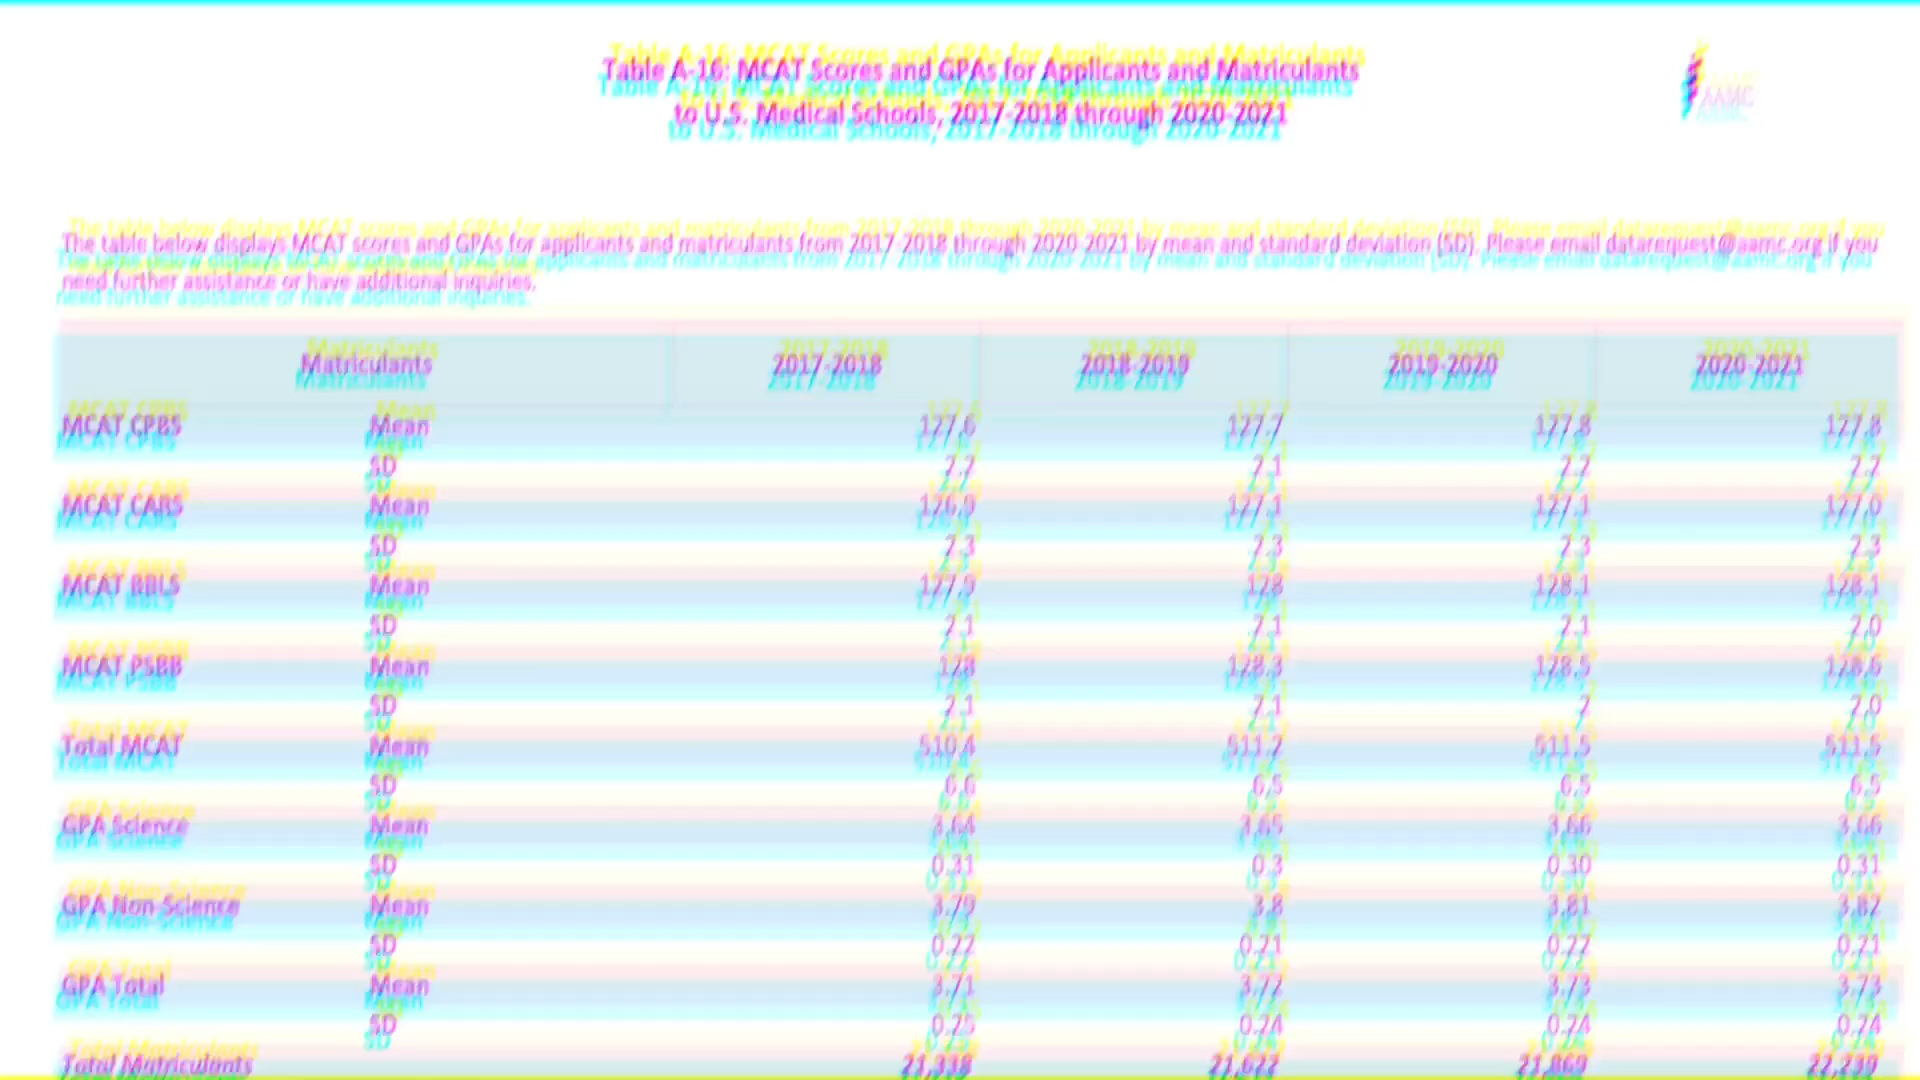 Table A-16: MCAT Scores and GPAs for Applicants and Matriculants
to U.S. Medical Schools, 2017-2018 through 2020-2021
AAMC
The table below displays MCAT scores and GPAs for applicants and matriculants from 2017-2018 through 2020-2021 by mean and standard deviation (SD). Please email datarequest@aamc.org if you
need further assistance or have additional inquiries.
Matriculants 2017-2018 2018-2019 2019-2020 2020-2021
MCAT CPBS Mean 127.6 127.7 127.8 127.8
SD 2.2 2.1 2.2 2.2
MCAT CARS Mean 126.9 127.1 127.1 127.0
SD 2.3 2.3 2.3 2.3
MCAT BBLS Mean 127.9 128 128.1 128.1
SD 2.1 2.1 2.1 2.0
MCAT PSBB Mean 128 128.3 128.5 128.6
SD 2.1 2.1 2 2.0
Total MCAT Mean 510.4 511.2 511.5 511.5
SD 6.6 6.5 6.5 6.5
GPA Science Mean 3.64 3.65 3.66 3.66
SD 0.31 0.3 0.30 0.31
GPA Non-Science Mean 3.79 3.8 3.81 3.82
SD 0.22 0.21 0.22 0.21
GPA Total Mean 3.71 3.72 3.73 3.73
SD 0.25 0.24 0.24 0.24
Total Matriculants 21,338 21,622 21,869 22,239